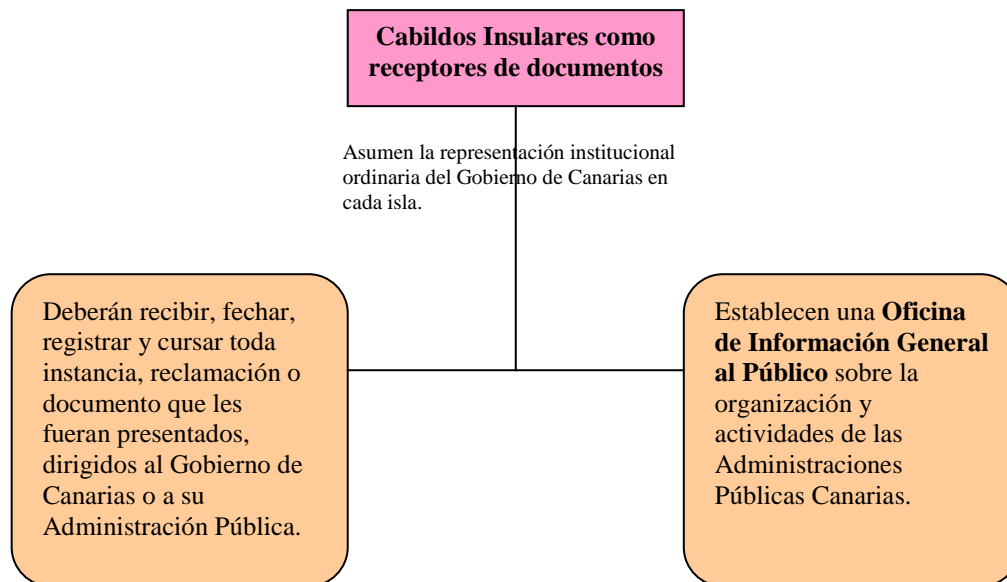 Cabildos Insulares como
receptores de documentos
Asumen la representación institucional
ordinaria del Gobierno de Canarias en
cada isla.
Deberán recibir, fechar,
registrar y cursar toda
instancia, reclamación o
documento que les
fueran presentados,
dirigidos al Gobierno de
Canarias o a su
Administración Pública.
Establecen una Oficina
de Información General
al Público sobre la
organización y
actividades de las
Administraciones
Públicas Canarias.